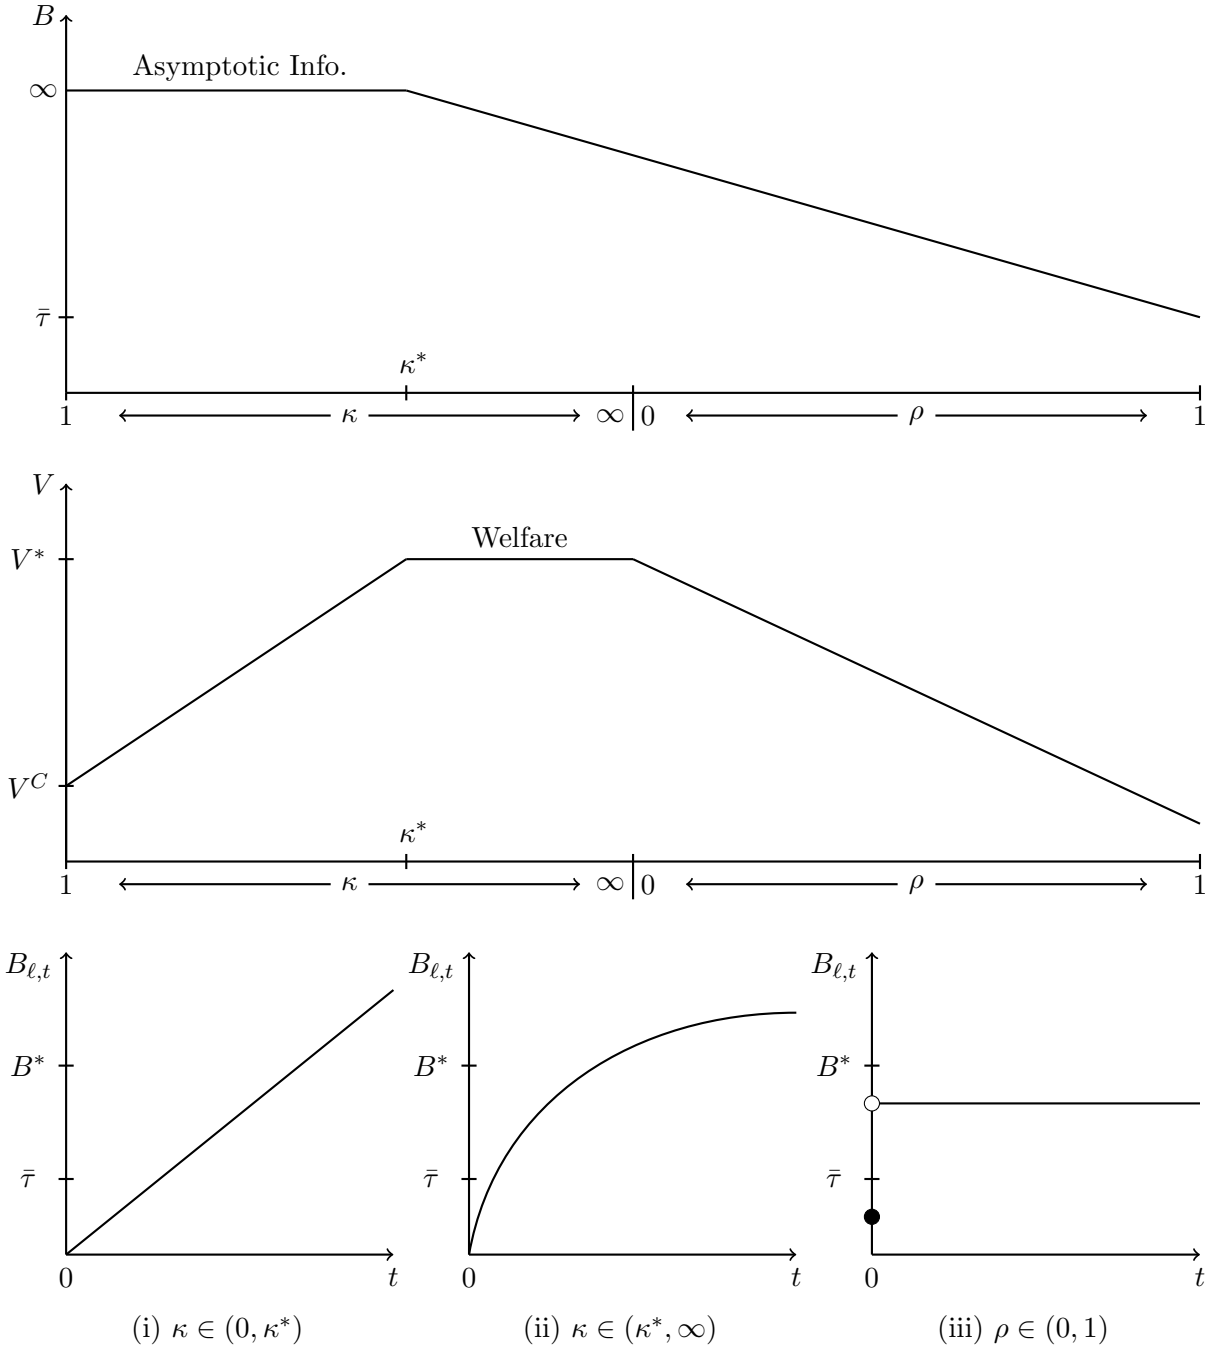 B
Asymptotic Info.
∞
τ̄
κ*
1 κ ∞ 0 ρ 1
V
Welfare
V*
V^C
κ*
1 κ ∞ 0 ρ 1
B_{ℓ,t} B_{ℓ,t} B_{ℓ,t}
B* B* B*
τ̄ τ̄ τ̄
0 t 0 t 0 t
(i) κ ∈ (0, κ*) (ii) κ ∈ (κ*, ∞) (iii) ρ ∈ (0, 1)